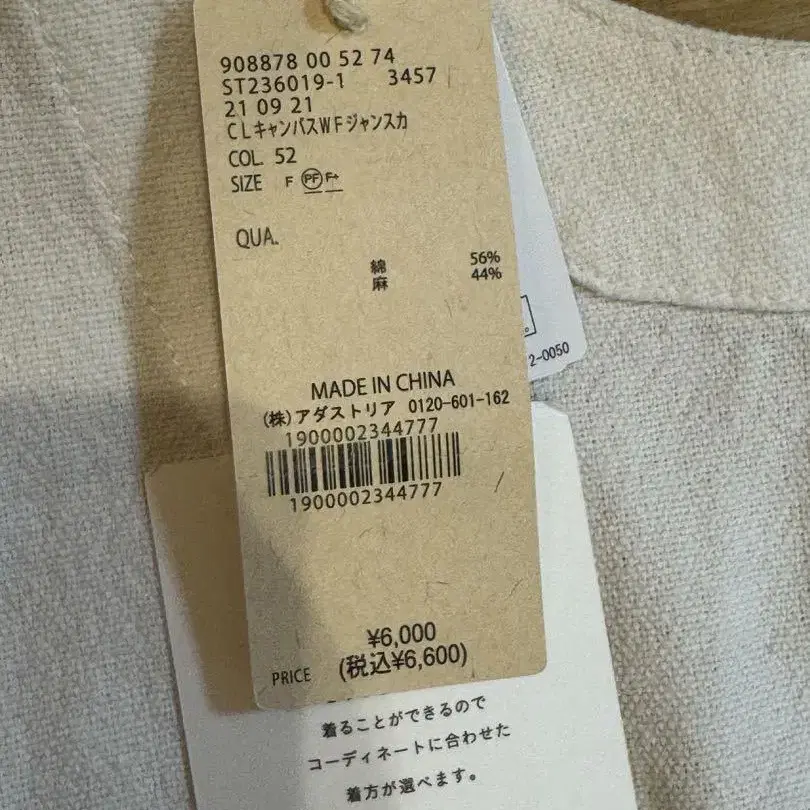 908878 00 52 74
ST236019-1 3457
21 09 21
CLキャンバスWFジャンスカ
COL. 52
SIZE F PF F+
QUA.
綿 56%
麻 44%
2-0050
MADE IN CHINA
(株)アダストリア 0120-601-162
1900002344777
1900002344777
¥6,000
PRICE (税込¥6,600)
着ることができるので
コーディネートに合わせた
着方が選べます。